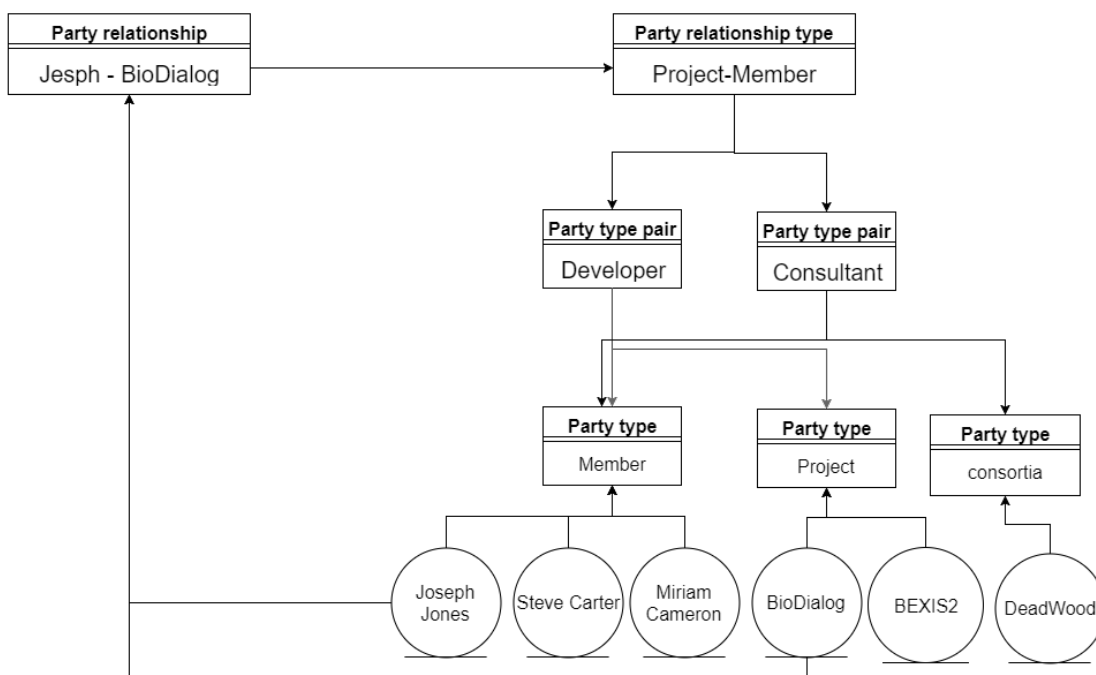 Party relationship
Jesph - BioDialog
Party relationship type
Project-Member
Party type pair
Developer
Party type pair
Consultant
Party type
Member
Party type
Project
Party type
consortia
Joseph
Jones
Steve Carter
Miriam
Cameron
BioDialog
BEXIS2
DeadWood